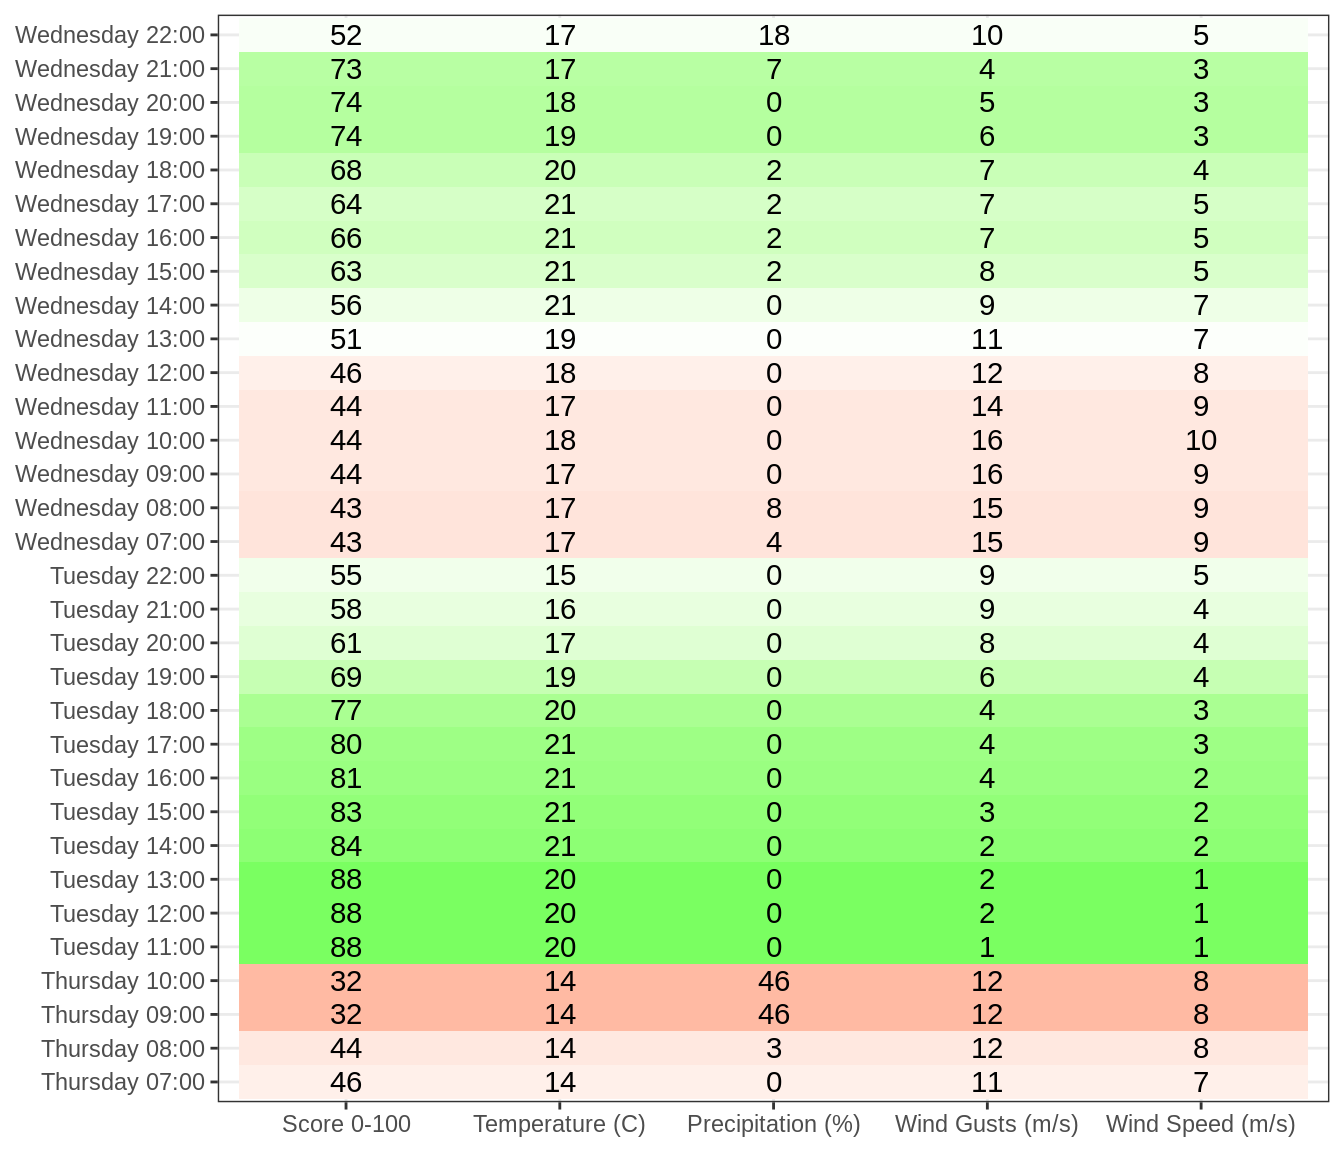 Wednesday 22:00 52 17 18 10 5
Wednesday 21:00 73 17 7 4 3
Wednesday 20:00 74 18 0 5 3
Wednesday 19:00 74 19 0 6 3
Wednesday 18:00 68 20 2 7 4
Wednesday 17:00 64 21 2 7 5
Wednesday 16:00 66 21 2 7 5
Wednesday 15:00 63 21 2 8 5
Wednesday 14:00 56 21 0 9 7
Wednesday 13:00 51 19 0 11 7
Wednesday 12:00 46 18 0 12 8
Wednesday 11:00 44 17 0 14 9
Wednesday 10:00 44 18 0 16 10
Wednesday 09:00 44 17 0 16 9
Wednesday 08:00 43 17 8 15 9
Wednesday 07:00 43 17 4 15 9
Tuesday 22:00 55 15 0 9 5
Tuesday 21:00 58 16 0 9 4
Tuesday 20:00 61 17 0 8 4
Tuesday 19:00 69 19 0 6 4
Tuesday 18:00 77 20 0 4 3
Tuesday 17:00 80 21 0 4 3
Tuesday 16:00 81 21 0 4 2
Tuesday 15:00 83 21 0 3 2
Tuesday 14:00 84 21 0 2 2
Tuesday 13:00 88 20 0 2 1
Tuesday 12:00 88 20 0 2 1
Tuesday 11:00 88 20 0 1 1
Thursday 10:00 32 14 46 12 8
Thursday 09:00 32 14 46 12 8
Thursday 08:00 44 14 3 12 8
Thursday 07:00 46 14 0 11 7
Score 0-100 Temperature (C) Precipitation (%) Wind Gusts (m/s) Wind Speed (m/s)